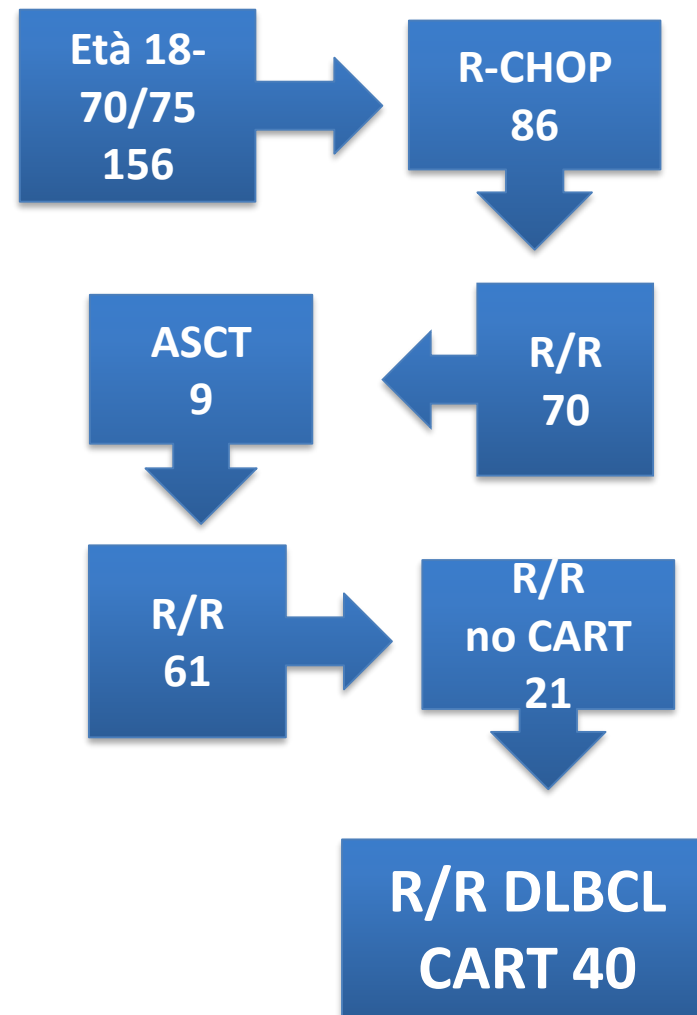 Età 18-
70/75
156
R-CHOP
86
R/R
70
ASCT
9
R/R
61
R/R
no CART
21
R/R DLBCL
CART 40